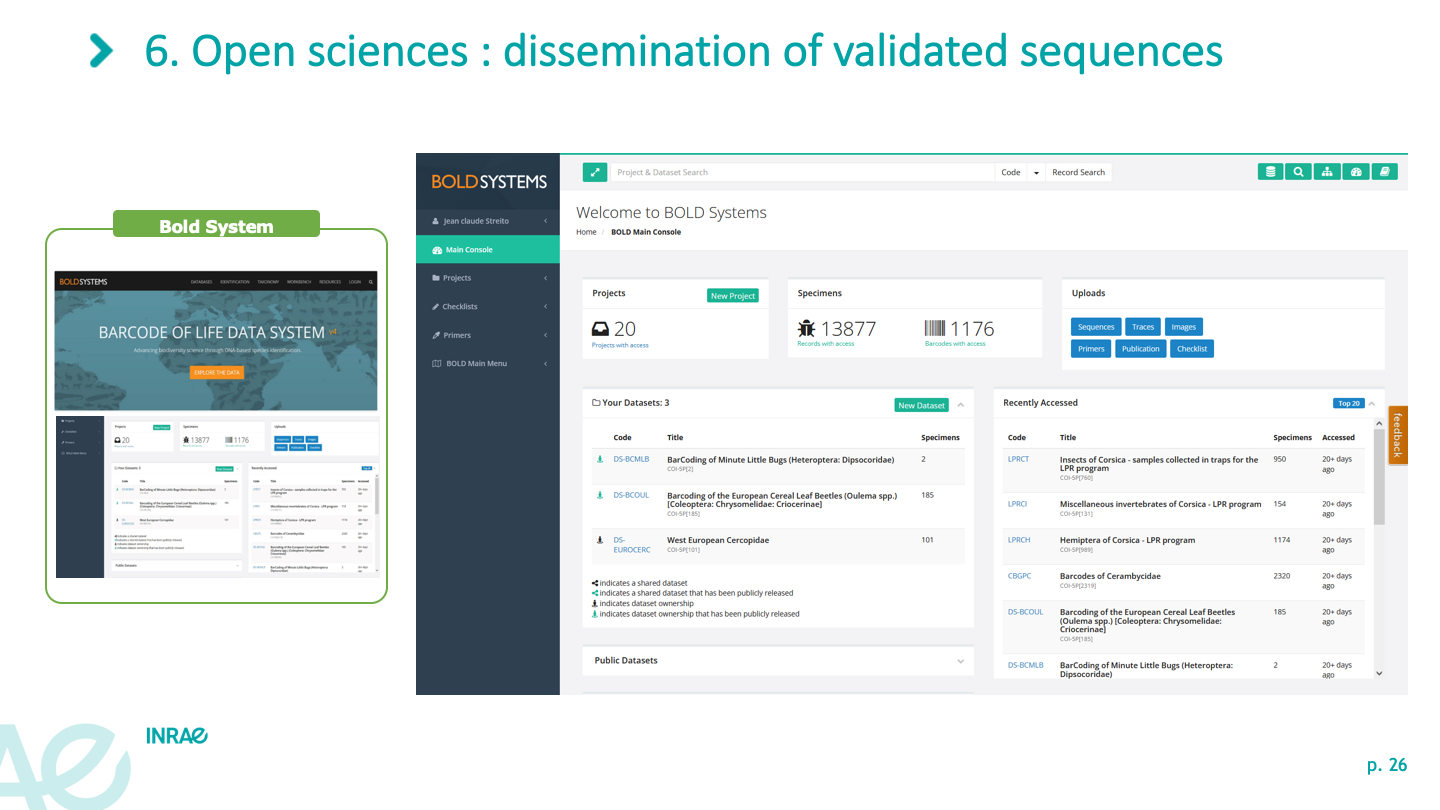 6. Open sciences : dissemination of validated sequences
Bold System
BOLDSYSTEMS
DATABASES IDENTIFICATION TAXONOMY WORKBENCH RESOURCES LOGIN
BARCODE OF LIFE DATA SYSTEM v4
Advancing biodiversity science through DNA-based species identification.
EXPLORE THE DATA
BOLDSYSTEMS
Project & Dataset Search
Code
Record Search
Jean claude Streito
Main Console
Projects
Checklists
Primers
BOLD Main Menu
Welcome to BOLD Systems
Home / BOLD Main Console
Projects
New Project
20
Projects with access
Specimens
13877
Records with access
1176
Barcodes with access
Uploads
Sequences Traces Images
Primers Publication Checklist
Your Datasets: 3
New Dataset
Code Title Specimens
DS-BCMLB BarCoding of Minute Little Bugs (Heteroptera: Dipsocoridae) 2
COI-5P[2]
DS-BCOUL Barcoding of the European Cereal Leaf Beetles (Oulema spp.) 185
[Coleoptera: Chrysomelidae: Criocerinae]
COI-5P[185]
DS- West European Cercopidae 101
EUROCERC COI-5P[101]
indicates a shared dataset
indicates a shared dataset that has been publicly released
indicates dataset ownership
indicates dataset ownership that has been publicly released
Public Datasets
Recently Accessed
Top 20
Code Title Specimens Accessed
LPRCT Insects of Corsica - samples collected in traps for the 950 20+ days
LPR program ago
COI-5P[760]
LPRCI Miscellaneous invertebrates of Corsica - LPR program 154 20+ days
COI-5P[131] ago
LPRCH Hemiptera of Corsica - LPR program 1174 20+ days
COI-5P[989] ago
CBGPC Barcodes of Cerambycidae 2320 20+ days
COI-5P[2319] ago
DS-BCOUL Barcoding of the European Cereal Leaf Beetles 185 20+ days
(Oulema spp.) [Coleoptera: Chrysomelidae: ago
Criocerinae]
COI-5P[185]
DS-BCMLB BarCoding of Minute Little Bugs (Heteroptera: 2 20+ days
Dipsocoridae) ago
feedback
INRAE
p. 26